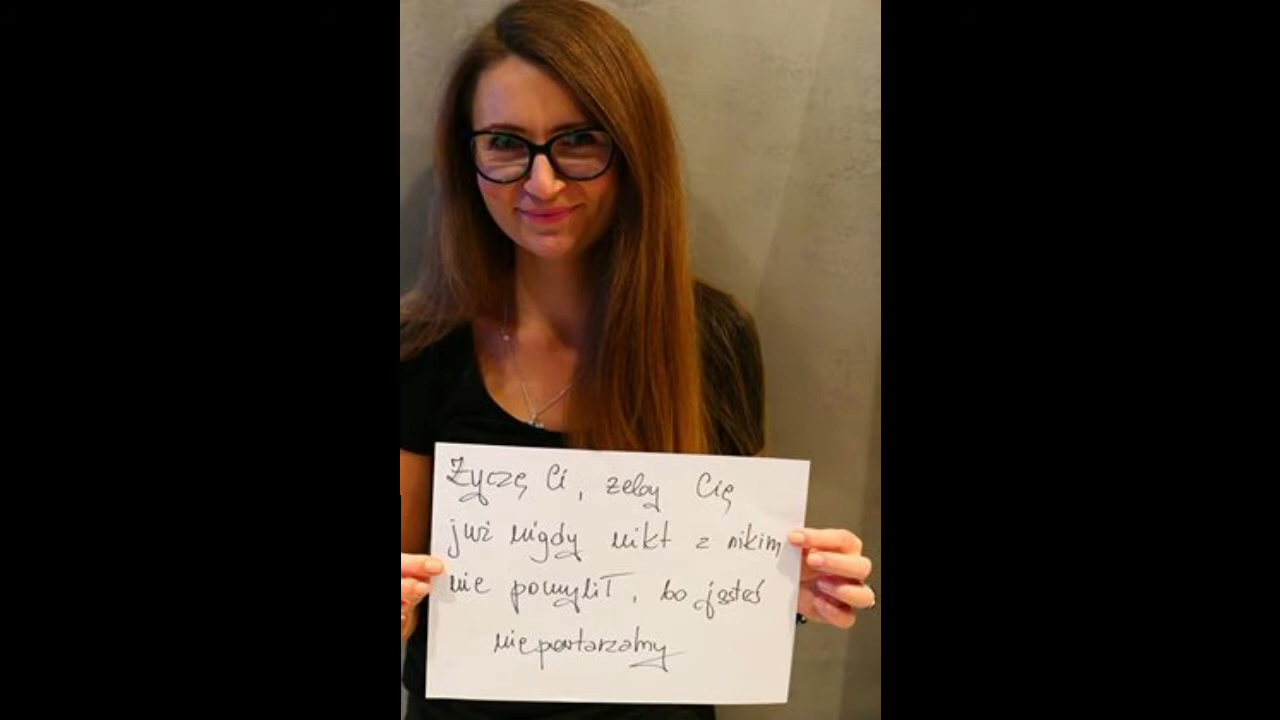 Życzę Ci, żeby Cię
już nigdy nikt z nikim
nie pomylił, bo jesteś
niepowtarzalny